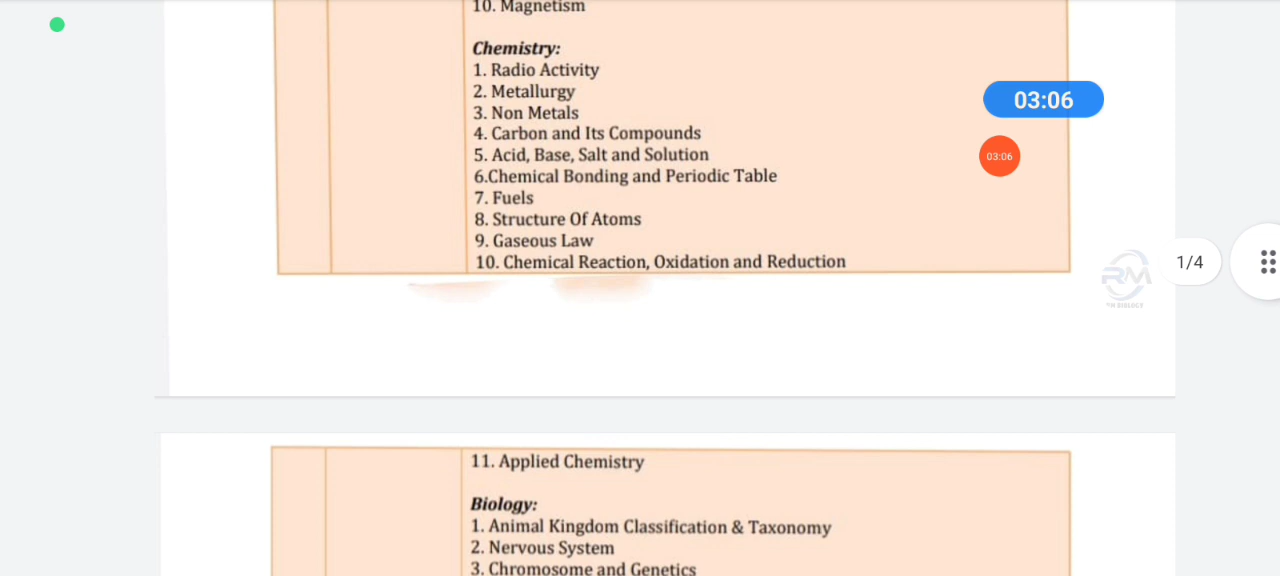 10. Magnetism
Chemistry:
1. Radio Activity
2. Metallurgy
3. Non Metals
4. Carbon and Its Compounds
5. Acid, Base, Salt and Solution
6.Chemical Bonding and Periodic Table
7. Fuels
8. Structure Of Atoms
9. Gaseous Law
10. Chemical Reaction, Oxidation and Reduction
03:06
03:06
1/4
RM
RM BIOLOGY
11. Applied Chemistry
Biology:
1. Animal Kingdom Classification & Taxonomy
2. Nervous System
3. Chromosome and Genetics